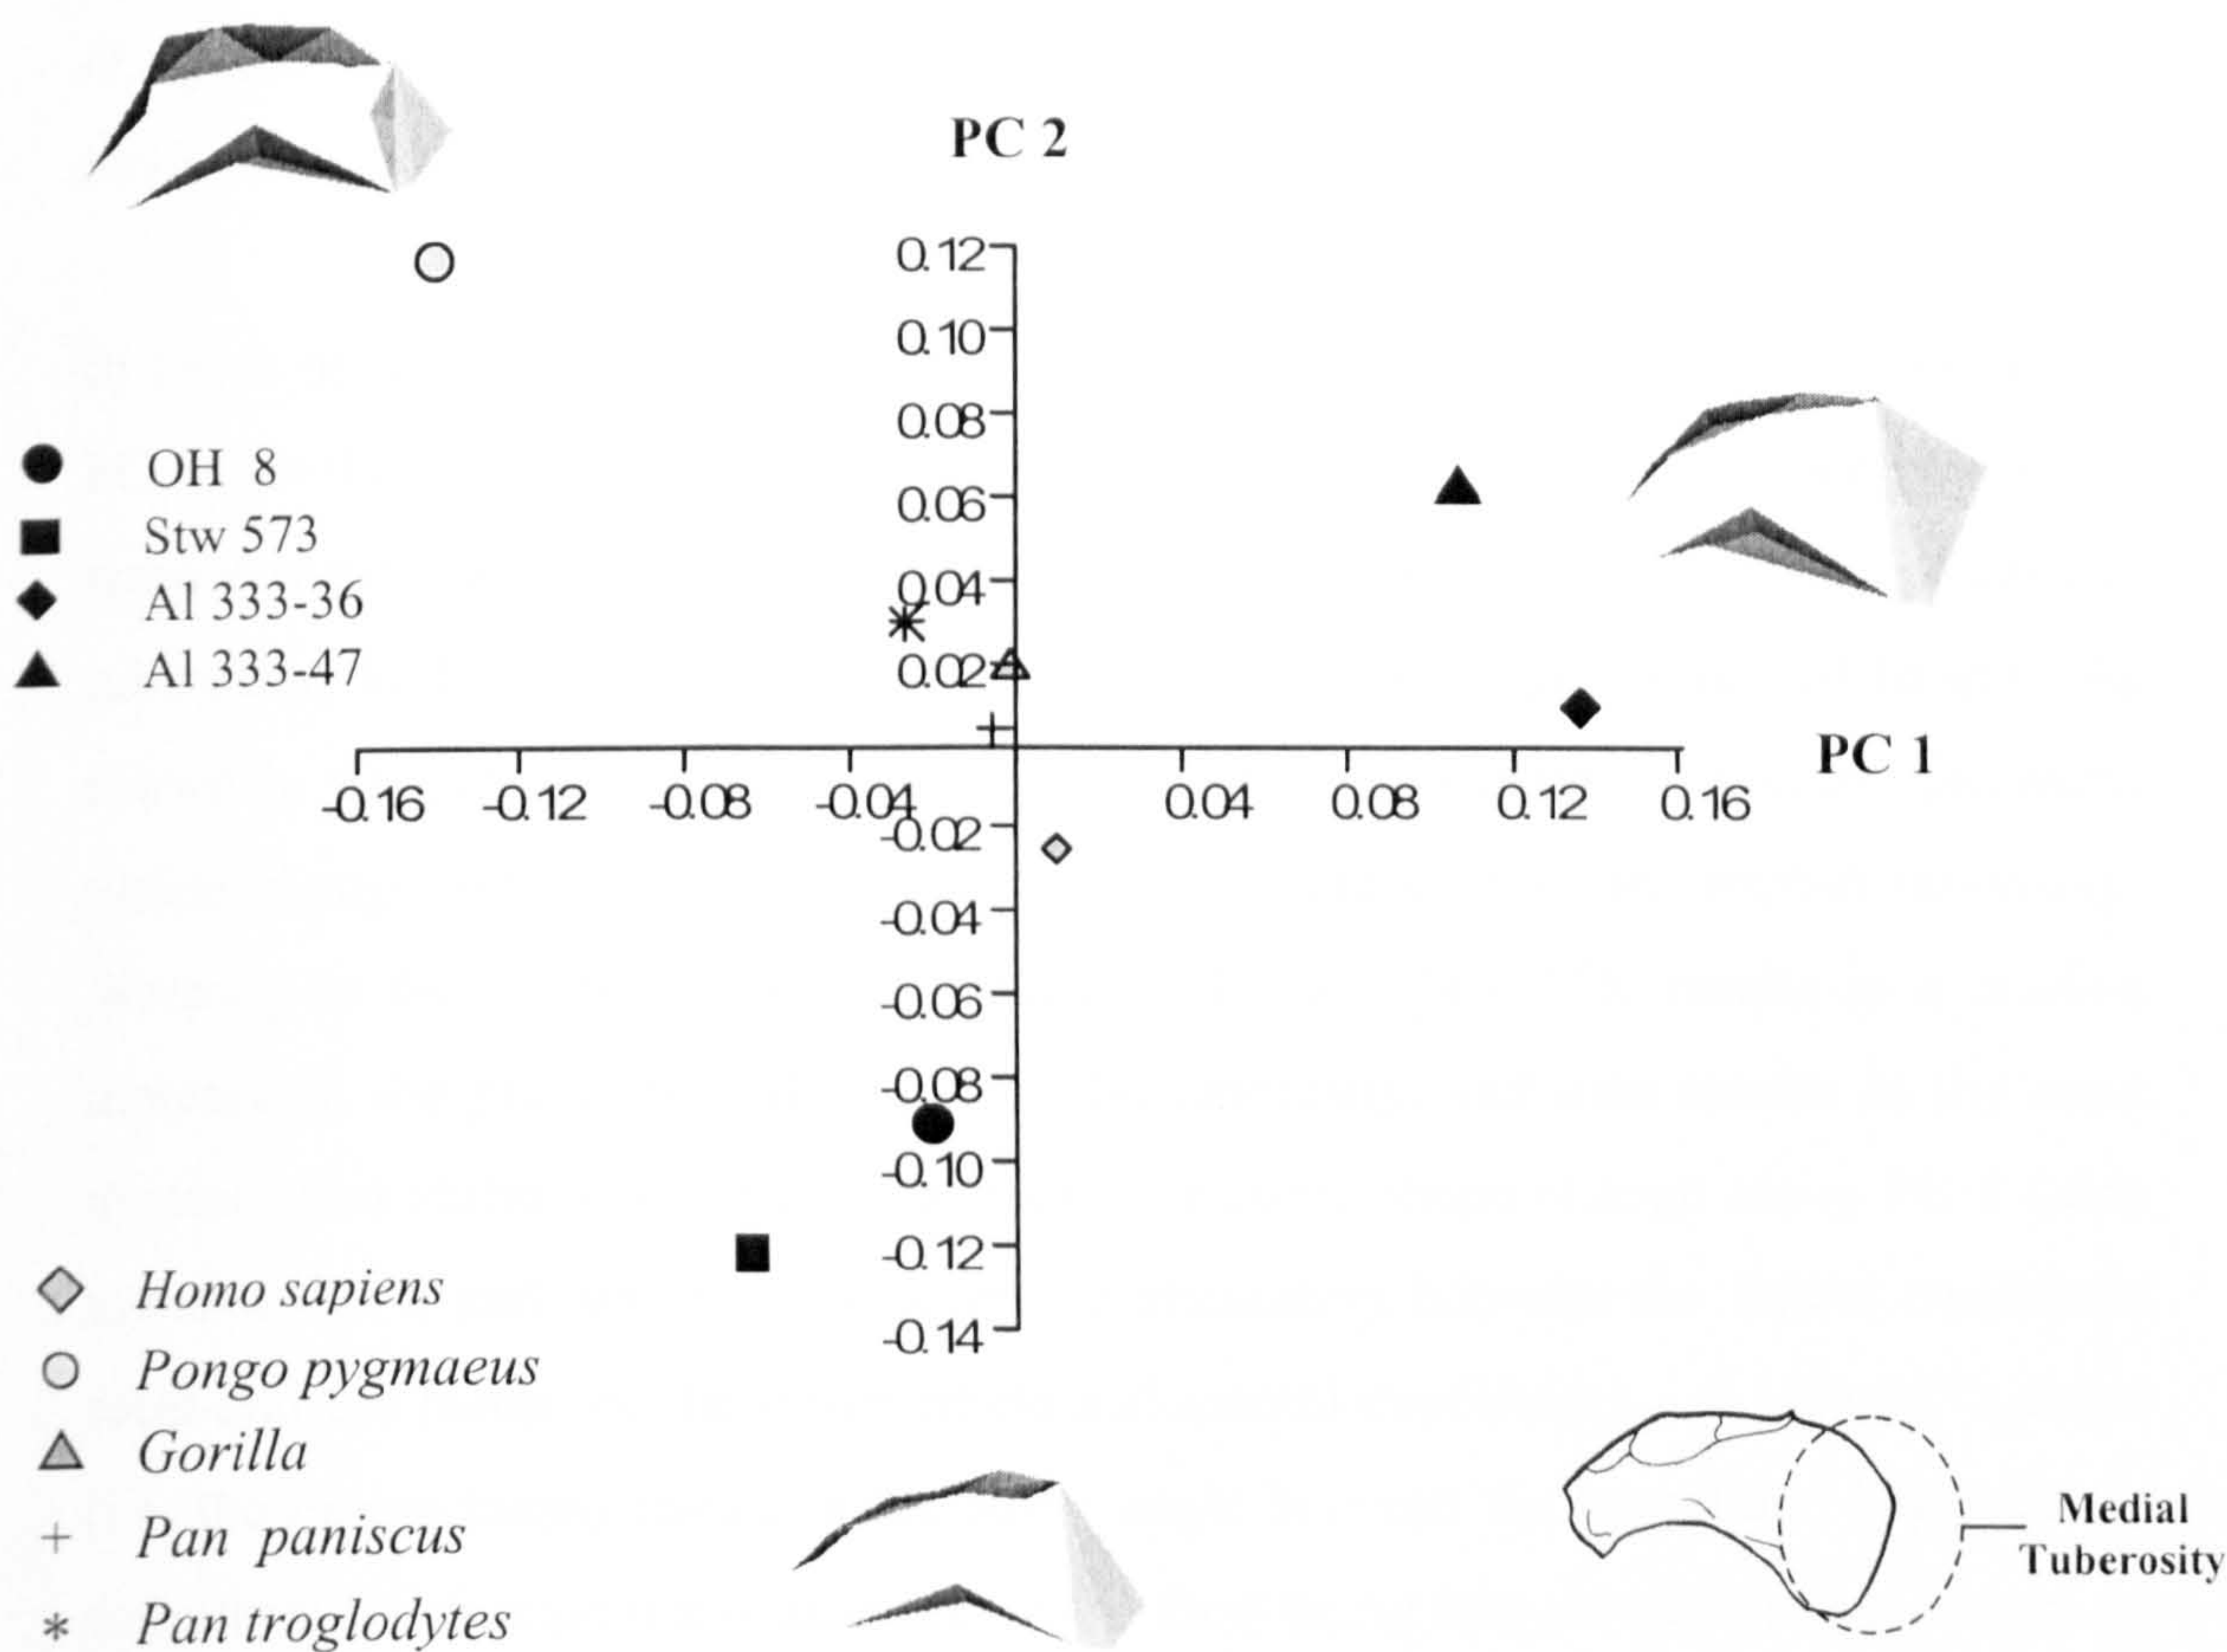 PC 2
0.12
0.10
0.08
0.06
0.04
0.02
OH 8
Stw 573
Al 333-36
Al 333-47
PC 1
-0.16 -0.12 -0.08 -0.04 0.04 0.08 0.12 0.16
-0.02
-0.04
-0.06
-0.08
-0.10
-0.12
-0.14
Homo sapiens
Pongo pygmaeus
Gorilla
Pan paniscus
Pan troglodytes
Medial
Tuberosity